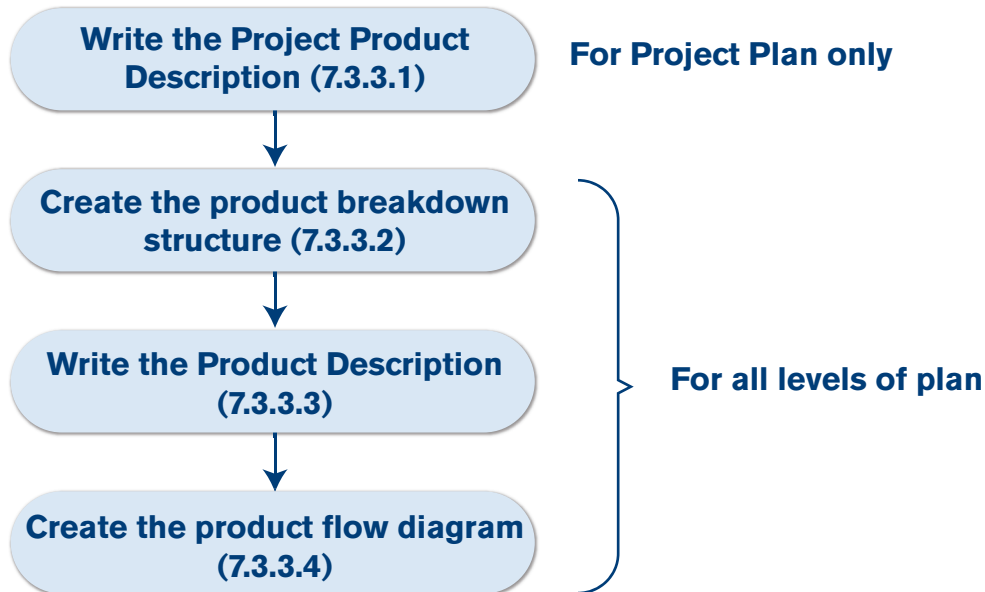 Write the Project Product
Description (7.3.3.1)
For Project Plan only
Create the product breakdown
structure (7.3.3.2)
Write the Product Description
(7.3.3.3)
For all levels of plan
Create the product flow diagram
(7.3.3.4)